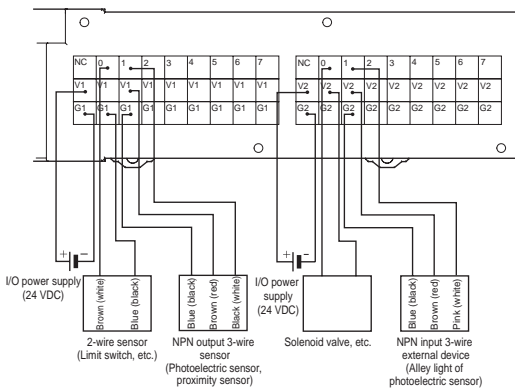 NC 0 1 2 3 4 5 6 7
V1 V1 V1 V1 V1 V1 V1 V1 V1
G1 G1 G1 G1 G1 G1 G1 G1 G1
NC 0 1 2 3 4 5 6 7
V2 V2 V2 V2 V2 V2 V2 V2 V2
G2 G2 G2 G2 G2 G2 G2 G2 G2
+ −
I/O power supply
(24 VDC)
Brown (white)
Blue (black)
2-wire sensor
(Limit switch, etc.)
Blue (black)
Brown (red)
Black (white)
NPN output 3-wire
sensor
(Photoelectric sensor,
proximity sensor)
+ −
I/O power
supply
(24 VDC)
Solenoid valve, etc.
Blue (black)
Brown (red)
Pink (white)
NPN input 3-wire
external device
(Alley light of
photoelectric sensor)